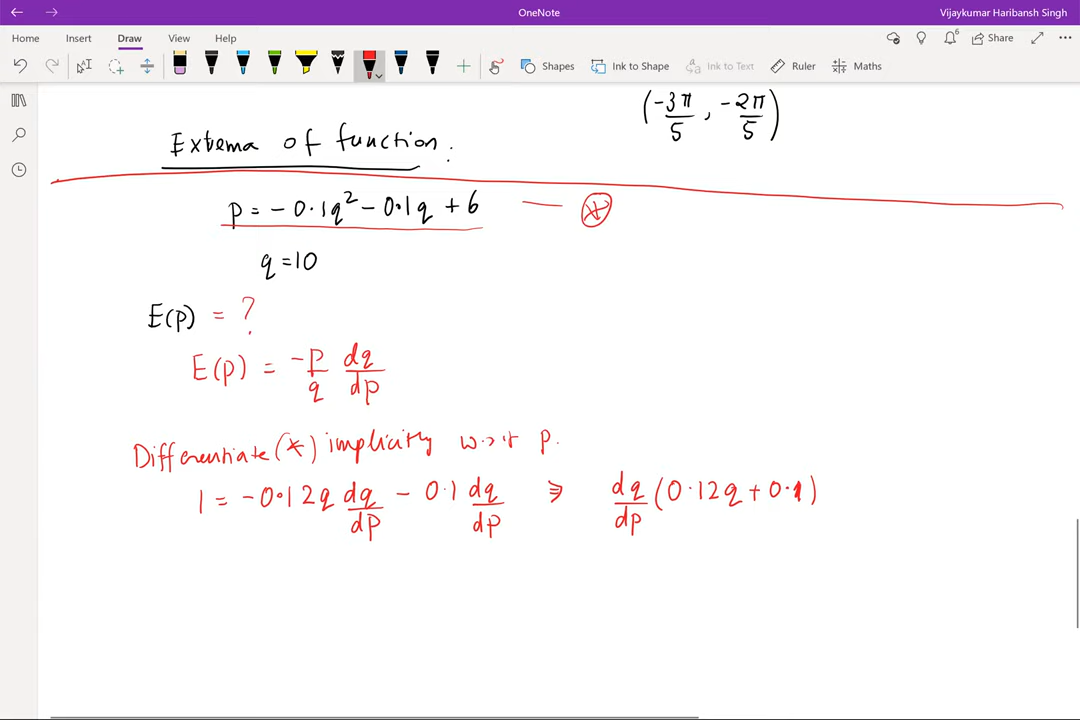 OneNote
Vijaykumar Haribansh Singh
Home Insert Draw View Help
6 Share
Shapes Ink to Shape Ink to Text Ruler Maths
(-3π/5, -2π/5)
Extrema of function.
p = -0.1q² - 0.1q + 6 — (*)
q = 10
E(p) = ?
E(p) = -p/q dq/dp
Differentiate (*) implicitly w.r.t p.
1 = -0.12q dq/dp - 0.1 dq/dp ⇒ dq/dp (0.12q + 0.1)